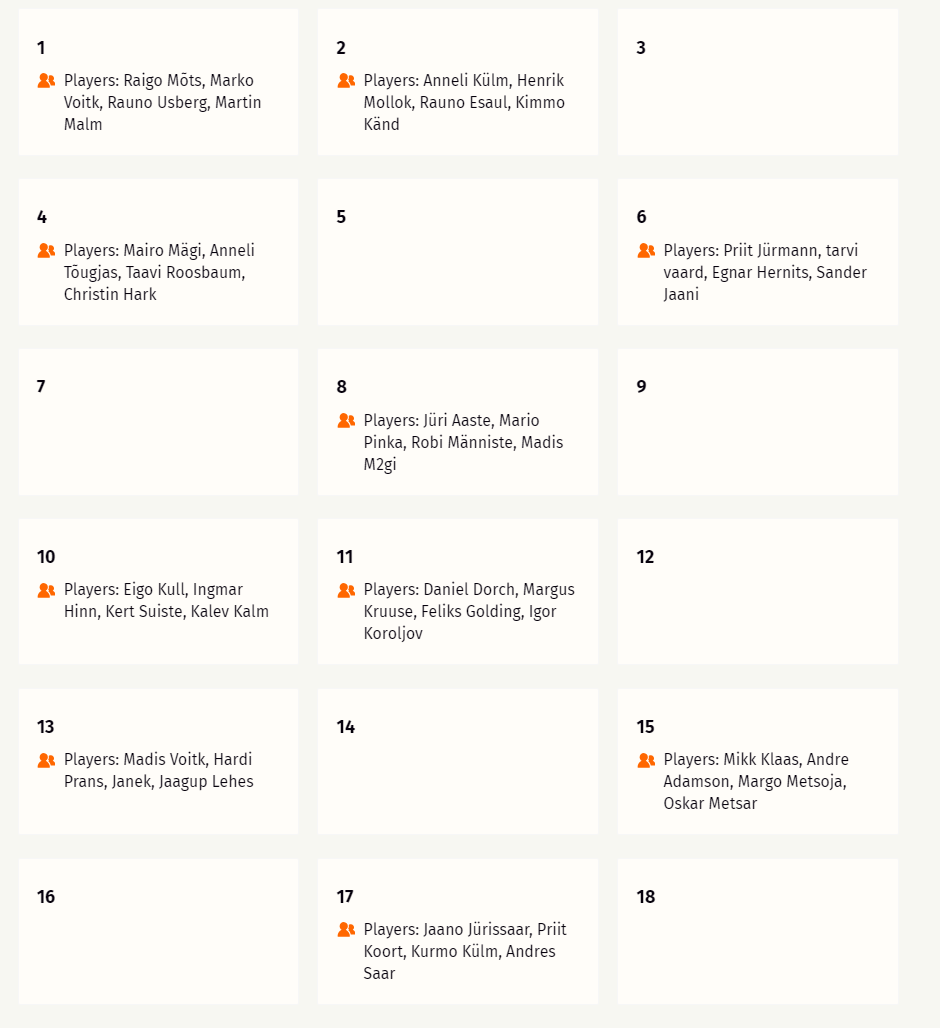 1
Players: Raigo Mõts, Marko
Voitk, Rauno Usberg, Martin
Malm
2
Players: Anneli Külm, Henrik
Mollok, Rauno Esaul, Kimmo
Känd
3
4
Players: Mairo Mägi, Anneli
Tõugjas, Taavi Roosbaum,
Christin Hark
5
6
Players: Priit Jürmann, tarvi
vaard, Egnar Hernits, Sander
Jaani
7
8
Players: Jüri Aaste, Mario
Pinka, Robi Männiste, Madis
M2gi
9
10
Players: Eigo Kull, Ingmar
Hinn, Kert Suiste, Kalev Kalm
11
Players: Daniel Dorch, Margus
Kruuse, Feliks Golding, Igor
Koroljov
12
13
Players: Madis Voitk, Hardi
Prans, Janek, Jaagup Lehes
14
15
Players: Mikk Klaas, Andre
Adamson, Margo Metsoja,
Oskar Metsar
16
17
Players: Jaano Jürissaar, Priit
Koort, Kurmo Külm, Andres
Saar
18